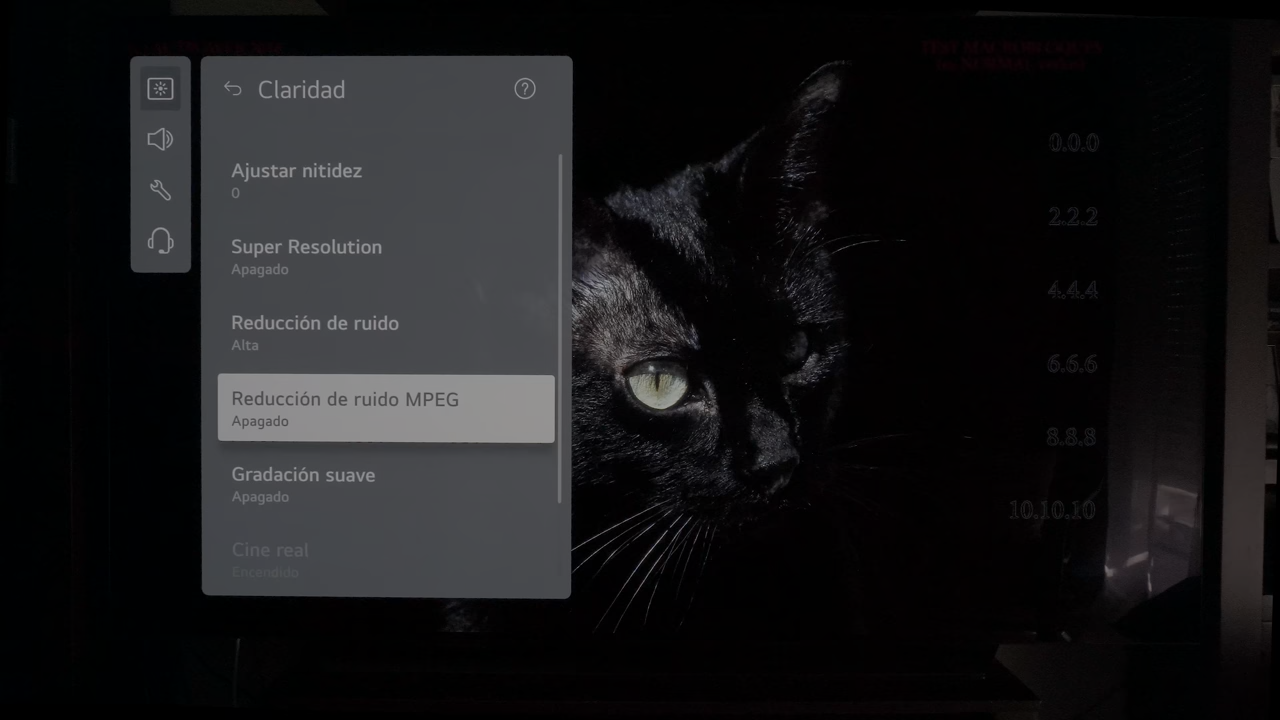 Claridad
Ajustar nitidez
0
Super Resolution
Apagado
Reducción de ruido
Alta
Reducción de ruido MPEG
Apagado
Gradación suave
Apagado
Cine real
Encandido
0.0.0
2.2.2
4.4.4
6.6.6
8.8.8
10.10.10